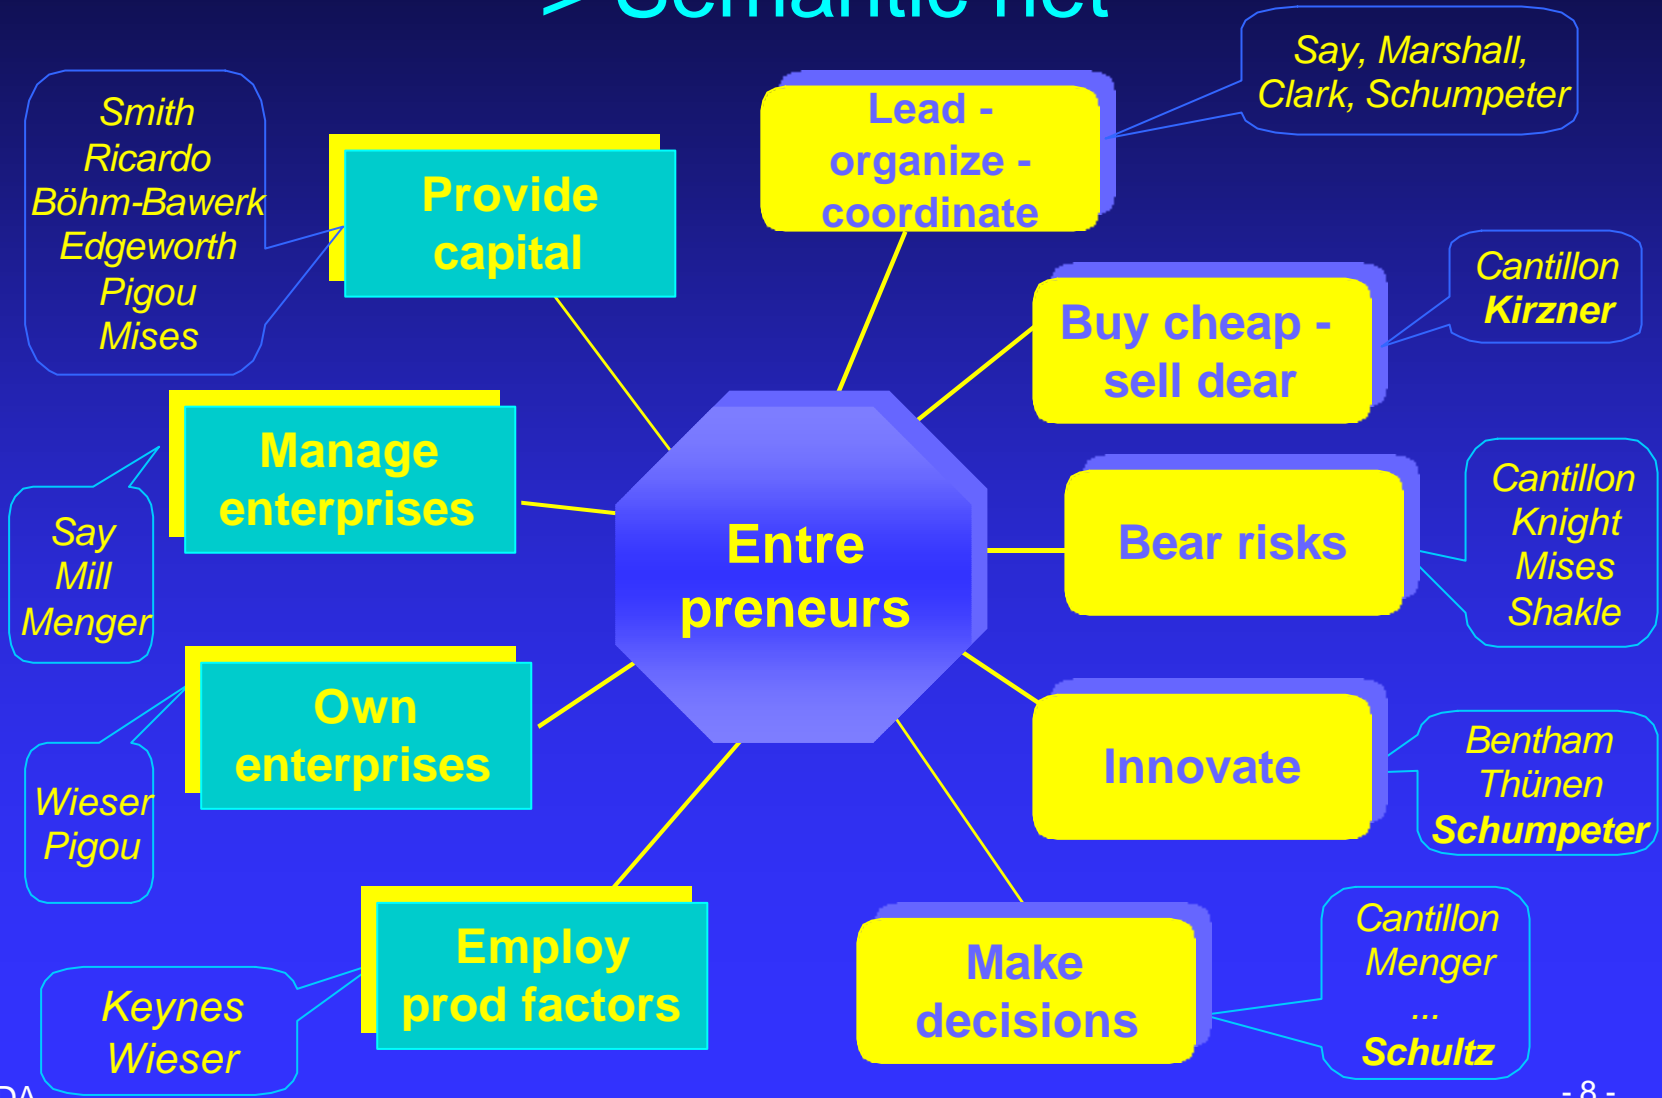 > Semantic net
Smith
Ricardo
Böhm-Bawerk
Edgeworth
Pigou
Mises
Provide
capital
Lead -
organize -
coordinate
Say, Marshall,
Clark, Schumpeter
Buy cheap -
sell dear
Cantillon
Kirzner
Manage
enterprises
Say
Mill
Menger
Entre
preneurs
Bear risks
Cantillon
Knight
Mises
Shakle
Own
enterprises
Wieser
Pigou
Innovate
Bentham
Thünen
Schumpeter
Employ
prod factors
Keynes
Wieser
Make
decisions
Cantillon
Menger
...
Schultz
- 8 -